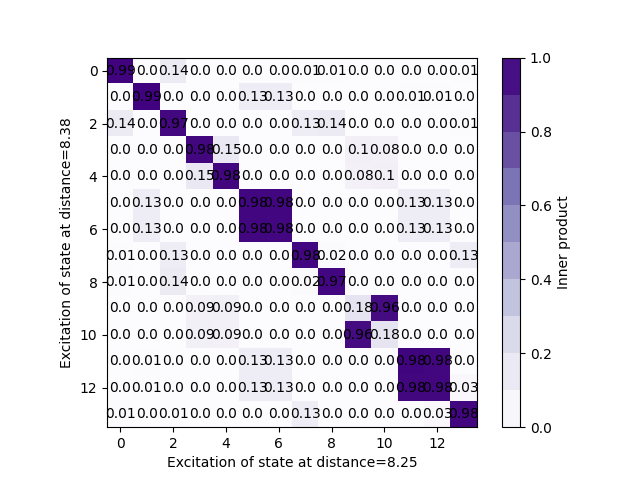 0 0.99 0.0 0.14 0.0 0.0 0.0 0.0 0.01 0.01 0.0 0.0 0.0 0.0 0.01
0.0 0.99 0.0 0.0 0.0 0.13 0.13 0.0 0.0 0.0 0.0 0.01 0.01 0.0
2 0.14 0.0 0.97 0.0 0.0 0.0 0.0 0.13 0.14 0.0 0.0 0.0 0.0 0.01
0.0 0.0 0.0 0.98 0.15 0.0 0.0 0.0 0.0 0.1 0.08 0.0 0.0 0.0
4 0.0 0.0 0.0 0.15 0.98 0.0 0.0 0.0 0.0 0.08 0.1 0.0 0.0 0.0
0.0 0.13 0.0 0.0 0.0 0.98 0.98 0.0 0.0 0.0 0.0 0.13 0.13 0.0
6 0.0 0.13 0.0 0.0 0.0 0.98 0.98 0.0 0.0 0.0 0.0 0.13 0.13 0.0
0.01 0.0 0.13 0.0 0.0 0.0 0.0 0.98 0.02 0.0 0.0 0.0 0.0 0.13
8 0.01 0.0 0.14 0.0 0.0 0.0 0.0 0.02 0.97 0.0 0.0 0.0 0.0 0.0
0.0 0.0 0.0 0.09 0.09 0.0 0.0 0.0 0.0 0.18 0.96 0.0 0.0 0.0
10 0.0 0.0 0.0 0.09 0.09 0.0 0.0 0.0 0.0 0.96 0.18 0.0 0.0 0.0
0.0 0.01 0.0 0.0 0.0 0.13 0.13 0.0 0.0 0.0 0.0 0.98 0.98 0.0
12 0.0 0.01 0.0 0.0 0.0 0.13 0.13 0.0 0.0 0.0 0.0 0.98 0.98 0.03
0.01 0.0 0.01 0.0 0.0 0.0 0.0 0.13 0.0 0.0 0.0 0.0 0.03 0.98
0 2 4 6 8 10 12
Excitation of state at distance=8.25
Excitation of state at distance=8.38
1.0
0.8
0.6
0.4
0.2
0.0
Inner product